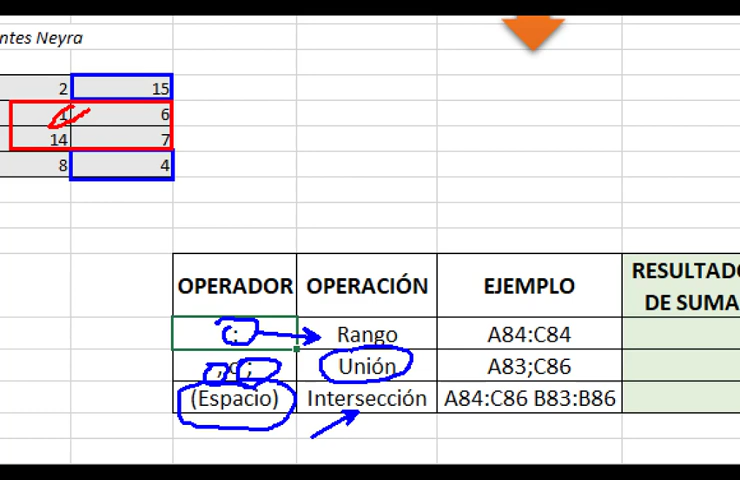 ntes Neyra
2 15
1 6
14 7
8 4
OPERADOR OPERACIÓN EJEMPLO RESULTADO
DE SUMA
: Rango A84:C84
, o ; Unión A83;C86
(Espacio) Intersección A84:C86 B83:B86